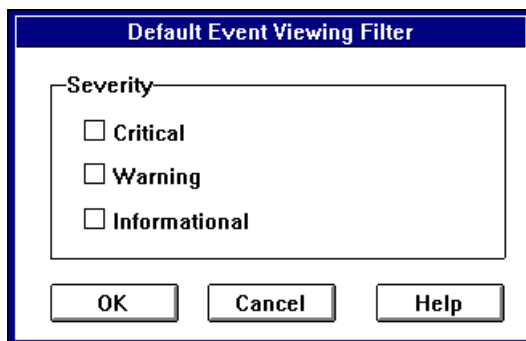 Default Event Viewing Filter
Severity
Critical
Warning
Informational
OK Cancel Help